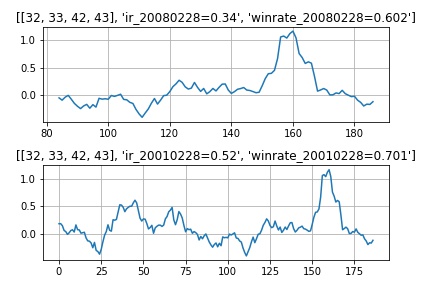 [[32, 33, 42, 43], 'ir_20080228=0.34', 'winrate_20080228=0.602']
1.0
0.5
0.0
80 100 120 140 160 180
[[32, 33, 42, 43], 'ir_20010228=0.52', 'winrate_20010228=0.701']
1.0
0.5
0.0
0 25 50 75 100 125 150 175